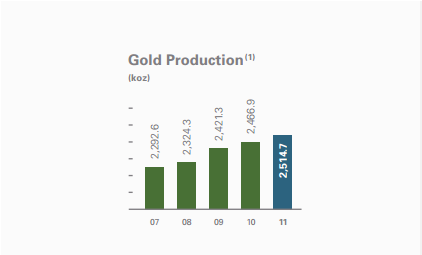 Gold Production (1)
(koz)
2,292.6
2,324.3
2,421.3
2,466.9
2,514.7
07 08 09 10 11